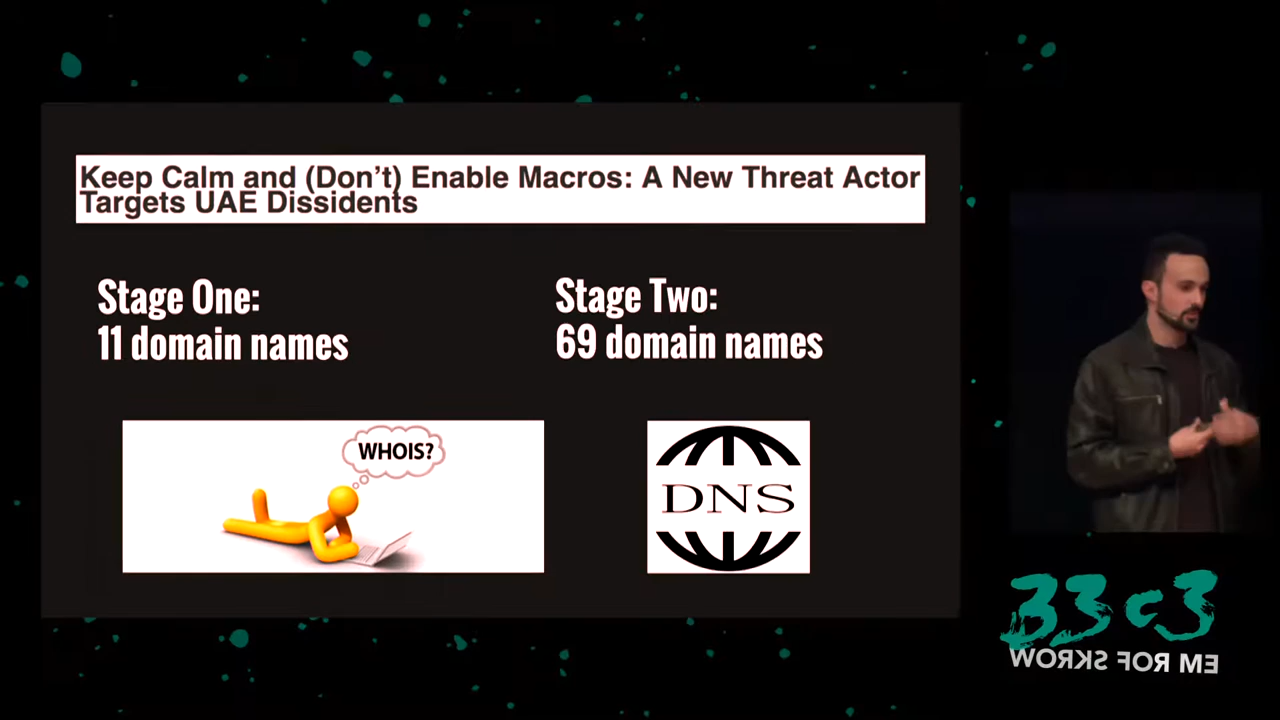 Keep Calm and (Don't) Enable Macros: A New Threat Actor
Targets UAE Dissidents
Stage One:
11 domain names
Stage Two:
69 domain names
WHOIS?
DNS
33c3
WORKS FOR ME